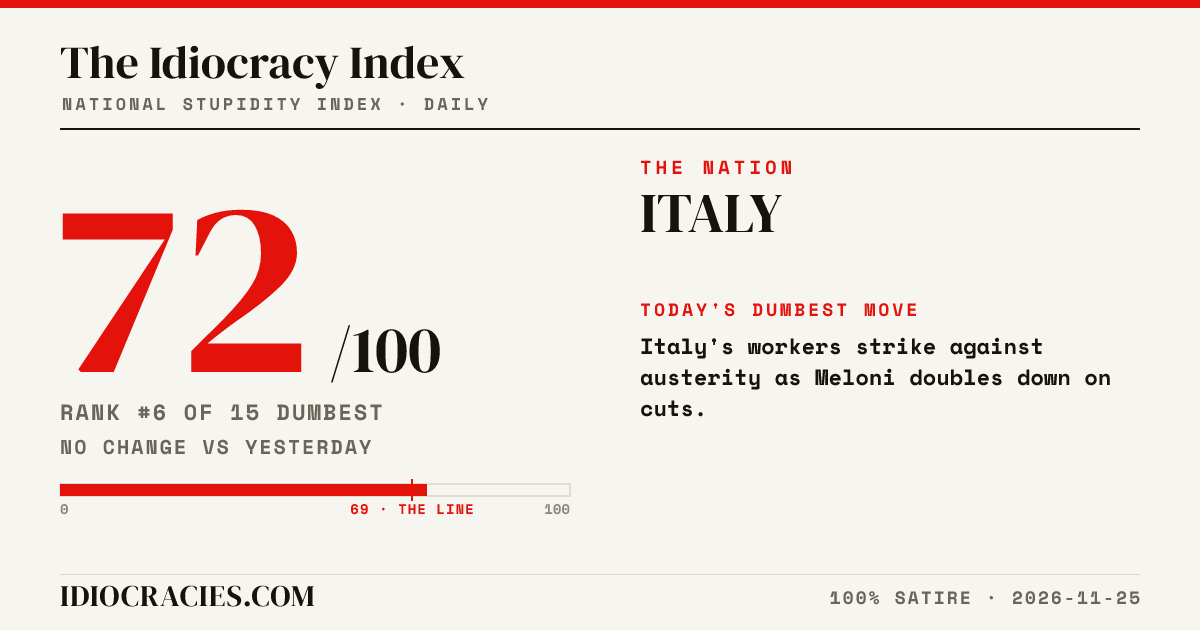 The Idiocracy Index
NATIONAL STUPIDITY INDEX · DAILY
72 /100
RANK #6 OF 15 DUMBEST
NO CHANGE VS YESTERDAY
0 69 · THE LINE 100
THE NATION
ITALY
TODAY'S DUMBEST MOVE
Italy's workers strike against
austerity as Meloni doubles down on
cuts.
IDIOCRACIES.COM
100% SATIRE · 2026-11-25